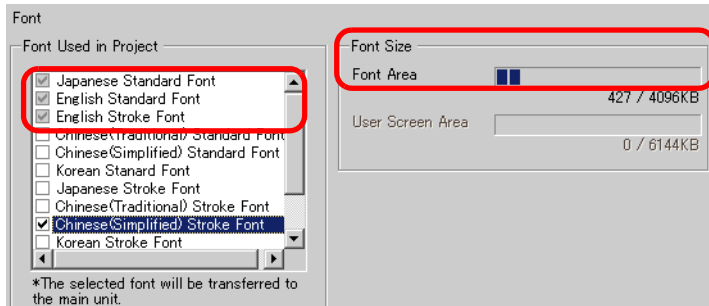 Font
Font Used in Project
Japanese Standard Font
English Standard Font
English Stroke Font
Chinese(Traditional) Standard Font
Chinese(Simplified) Standard Font
Korean Stanard Font
Japanese Stroke Font
Chinese(Traditional) Stroke Font
Chinese(Simplified) Stroke Font
Korean Stroke Font
*The selected font will be transferred to
the main unit.
Font Size
Font Area
427 / 4096KB
User Screen Area
0 / 6144KB